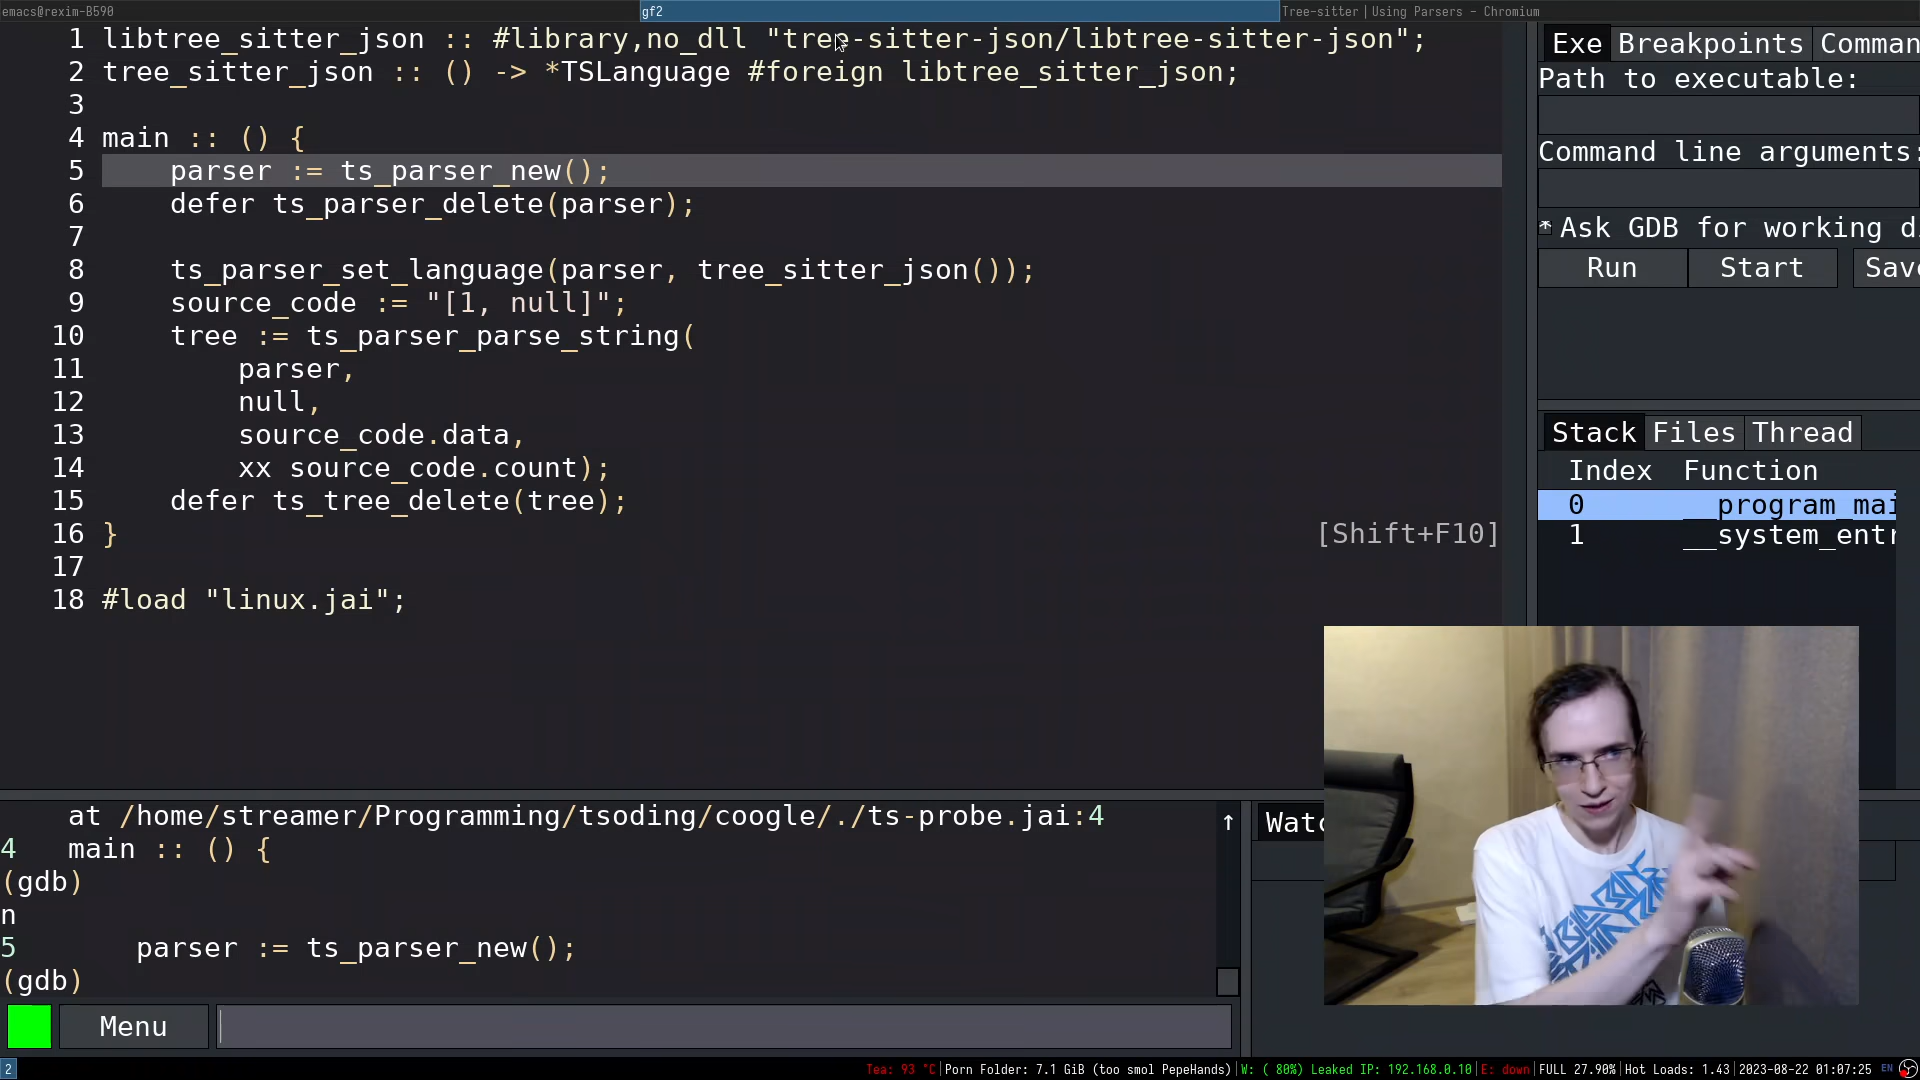 emacs@rexim-B590
gf2
Tree-sitter | Using Parsers - Chromium
1 libtree_sitter_json :: #library,no_dll "tree-sitter-json/libtree-sitter-json";
2 tree_sitter_json :: () -> *TSLanguage #foreign libtree_sitter_json;
3
4 main :: () {
5 parser := ts_parser_new();
6 defer ts_parser_delete(parser);
7
8 ts_parser_set_language(parser, tree_sitter_json());
9 source_code := "[1, null]";
10 tree := ts_parser_parse_string(
11 parser,
12 null,
13 source_code.data,
14 xx source_code.count);
15 defer ts_tree_delete(tree);
16 }
[Shift+F10]
17
18 #load "linux.jai";
Exe Breakpoints Comman
Path to executable:
Command line arguments:
* Ask GDB for working di
Run Start Save
Stack Files Thread
Index Function
0 __program_mai
1 __system_entr
at /home/streamer/Programming/tsoding/coogle/./ts-probe.jai:4
4 main :: () {
(gdb)
n
5 parser := ts_parser_new();
(gdb)
Menu
Watc
2
Tea: 93 °C|Porn Folder: 7.1 GiB (too smol PepeHands)|W: ( 80%) Leaked IP: 192.168.0.10|E: down|FULL 27.90%|Hot Loads: 1.43|2023-08-22 01:07:25 EN